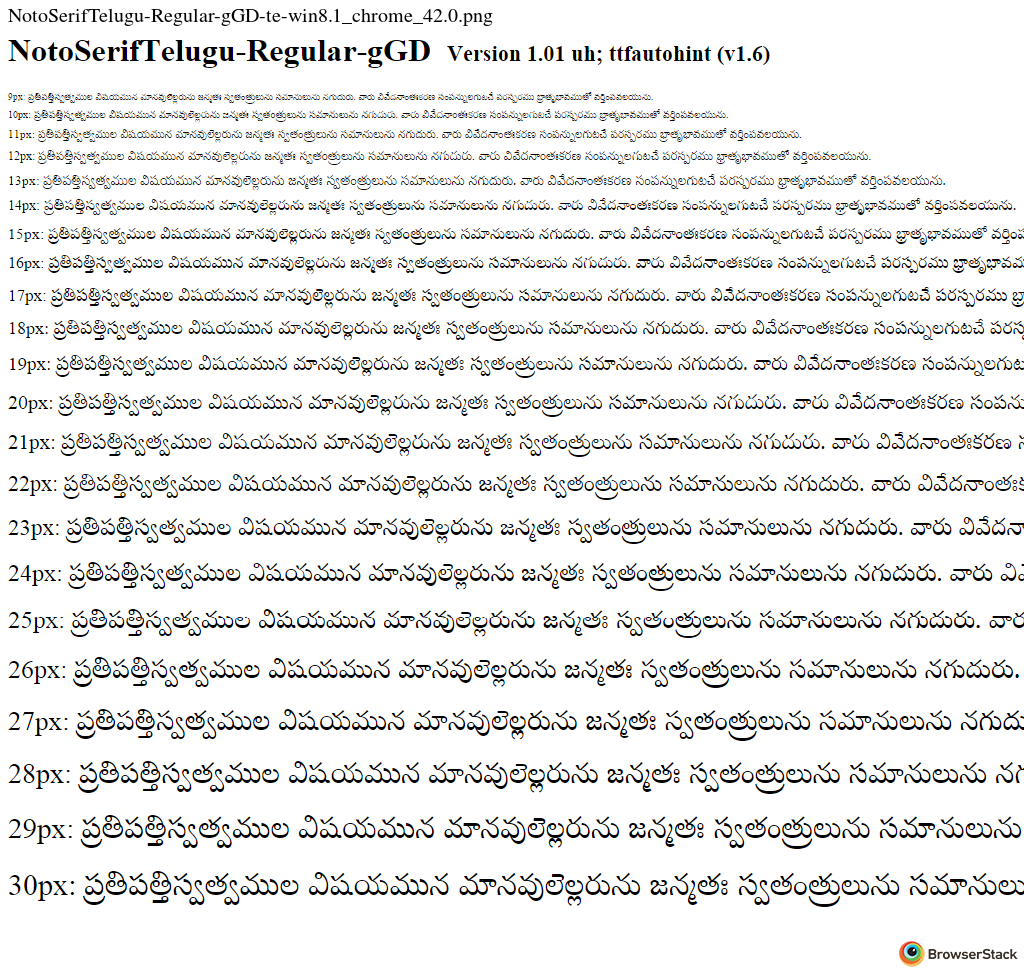 NotoSerifTelugu-Regular-gGD-te-win8.1_chrome_42.0.png
NotoSerifTelugu-Regular-gGD Version 1.01 uh; ttfautohint (v1.6)
9px: ప్రతిపత్తిస్వత్వముల విషయమున మానవులెల్లరును జన్మతః స్వతంత్రులును సమానులును నగుదురు. వారు వివేదనాంతఃకరణ సంపన్నులగుటచే పరస్పరము భ్రాతృభావముతో వర్తింపవలయును.
10px: ప్రతిపత్తిస్వత్వముల విషయమున మానవులెల్లరును జన్మతః స్వతంత్రులును సమానులును నగుదురు. వారు వివేదనాంతఃకరణ సంపన్నులగుటచే పరస్పరము భ్రాతృభావముతో వర్తింపవలయును.
11px: ప్రతిపత్తిస్వత్వముల విషయమున మానవులెల్లరును జన్మతః స్వతంత్రులును సమానులును నగుదురు. వారు వివేదనాంతఃకరణ సంపన్నులగుటచే పరస్పరము భ్రాతృభావముతో వర్తింపవలయును.
12px: ప్రతిపత్తిస్వత్వముల విషయమున మానవులెల్లరును జన్మతః స్వతంత్రులును సమానులును నగుదురు. వారు వివేదనాంతఃకరణ సంపన్నులగుటచే పరస్పరము భ్రాతృభావముతో వర్తింపవలయును.
13px: ప్రతిపత్తిస్వత్వముల విషయమున మానవులెల్లరును జన్మతః స్వతంత్రులును సమానులును నగుదురు. వారు వివేదనాంతఃకరణ సంపన్నులగుటచే పరస్పరము భ్రాతృభావముతో వర్తింపవలయును.
14px: ప్రతిపత్తిస్వత్వముల విషయమున మానవులెల్లరును జన్మతః స్వతంత్రులును సమానులును నగుదురు. వారు వివేదనాంతఃకరణ సంపన్నులగుటచే పరస్పరము భ్రాతృభావముతో వర్తింపవలయును.
15px: ప్రతిపత్తిస్వత్వముల విషయమున మానవులెల్లరును జన్మతః స్వతంత్రులును సమానులును నగుదురు. వారు వివేదనాంతఃకరణ సంపన్నులగుటచే పరస్పరము భ్రాతృభావముతో వర్తింప
16px: ప్రతిపత్తిస్వత్వముల విషయమున మానవులెల్లరును జన్మతః స్వతంత్రులును సమానులును నగుదురు. వారు వివేదనాంతఃకరణ సంపన్నులగుటచే పరస్పరము భ్రాతృభావమ
17px: ప్రతిపత్తిస్వత్వముల విషయమున మానవులెల్లరును జన్మతః స్వతంత్రులును సమానులును నగుదురు. వారు వివేదనాంతఃకరణ సంపన్నులగుటచే పరస్పరము భ్రా
18px: ప్రతిపత్తిస్వత్వముల విషయమున మానవులెల్లరును జన్మతః స్వతంత్రులును సమానులును నగుదురు. వారు వివేదనాంతఃకరణ సంపన్నులగుటచే పరస్ప
19px: ప్రతిపత్తిస్వత్వముల విషయమున మానవులెల్లరును జన్మతః స్వతంత్రులును సమానులును నగుదురు. వారు వివేదనాంతఃకరణ సంపన్నులగుట
20px: ప్రతిపత్తిస్వత్వముల విషయమున మానవులెల్లరును జన్మతః స్వతంత్రులును సమానులును నగుదురు. వారు వివేదనాంతఃకరణ సంపను
21px: ప్రతిపత్తిస్వత్వముల విషయమున మానవులెల్లరును జన్మతః స్వతంత్రులును సమానులును నగుదురు. వారు వివేదనాంతఃకరణ
22px: ప్రతిపత్తిస్వత్వముల విషయమున మానవులెల్లరును జన్మతః స్వతంత్రులును సమానులును నగుదురు. వారు వివేదనాంతః
23px: ప్రతిపత్తిస్వత్వముల విషయమున మానవులెల్లరును జన్మతః స్వతంత్రులును సమానులును నగుదురు. వారు వివేదనా
24px: ప్రతిపత్తిస్వత్వముల విషయమున మానవులెల్లరును జన్మతః స్వతంత్రులును సమానులును నగుదురు. వారు వివే
25px: ప్రతిపత్తిస్వత్వముల విషయమున మానవులెల్లరును జన్మతః స్వతంత్రులును సమానులును నగుదురు. వార
26px: ప్రతిపత్తిస్వత్వముల విషయమున మానవులెల్లరును జన్మతః స్వతంత్రులును సమానులును నగుదురు.
27px: ప్రతిపత్తిస్వత్వముల విషయమున మానవులెల్లరును జన్మతః స్వతంత్రులును సమానులును నగుదు
28px: ప్రతిపత్తిస్వత్వముల విషయమున మానవులెల్లరును జన్మతః స్వతంత్రులును సమానులును నగ
29px: ప్రతిపత్తిస్వత్వముల విషయమున మానవులెల్లరును జన్మతః స్వతంత్రులును సమానులును
30px: ప్రతిపత్తిస్వత్వముల విషయమున మానవులెల్లరును జన్మతః స్వతంత్రులును సమానులు
BrowserStack